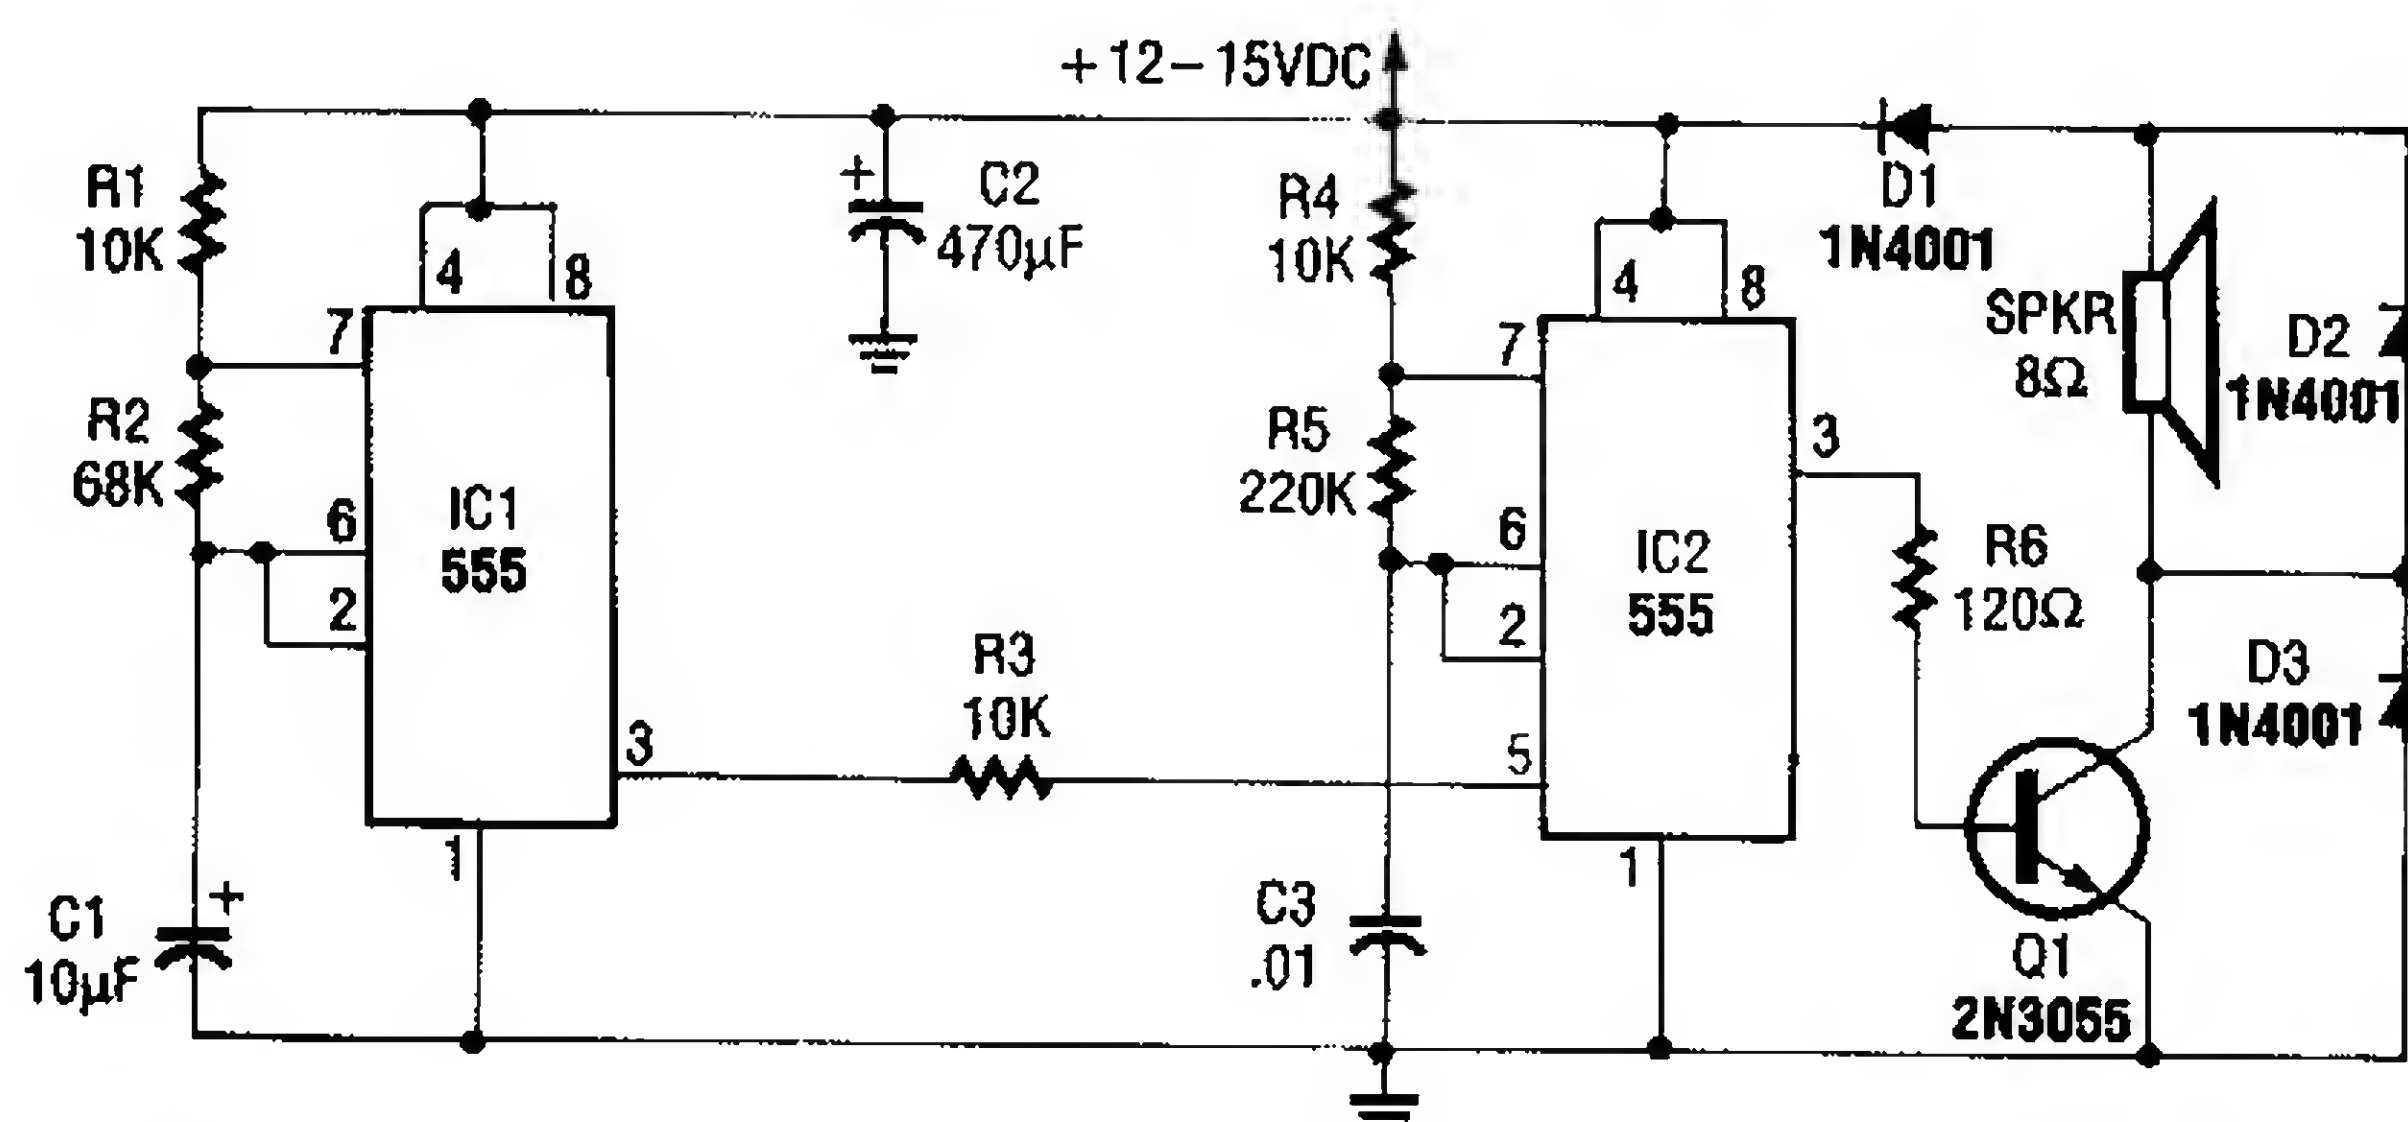 +12-15VDC
R1
10K
4
8
C2
470µF
R4
10K
4
8
D1
1N4001
7
SPKR
8Ω
D2
1N4001
7
R2
68K
R5
220K
3
6
IC1
555
6
IC2
555
R6
120Ω
2
2
R3
10K
D3
1N4001
3
5
1
1
C1
+
10µF
+
C3
.01
Q1
2N3055